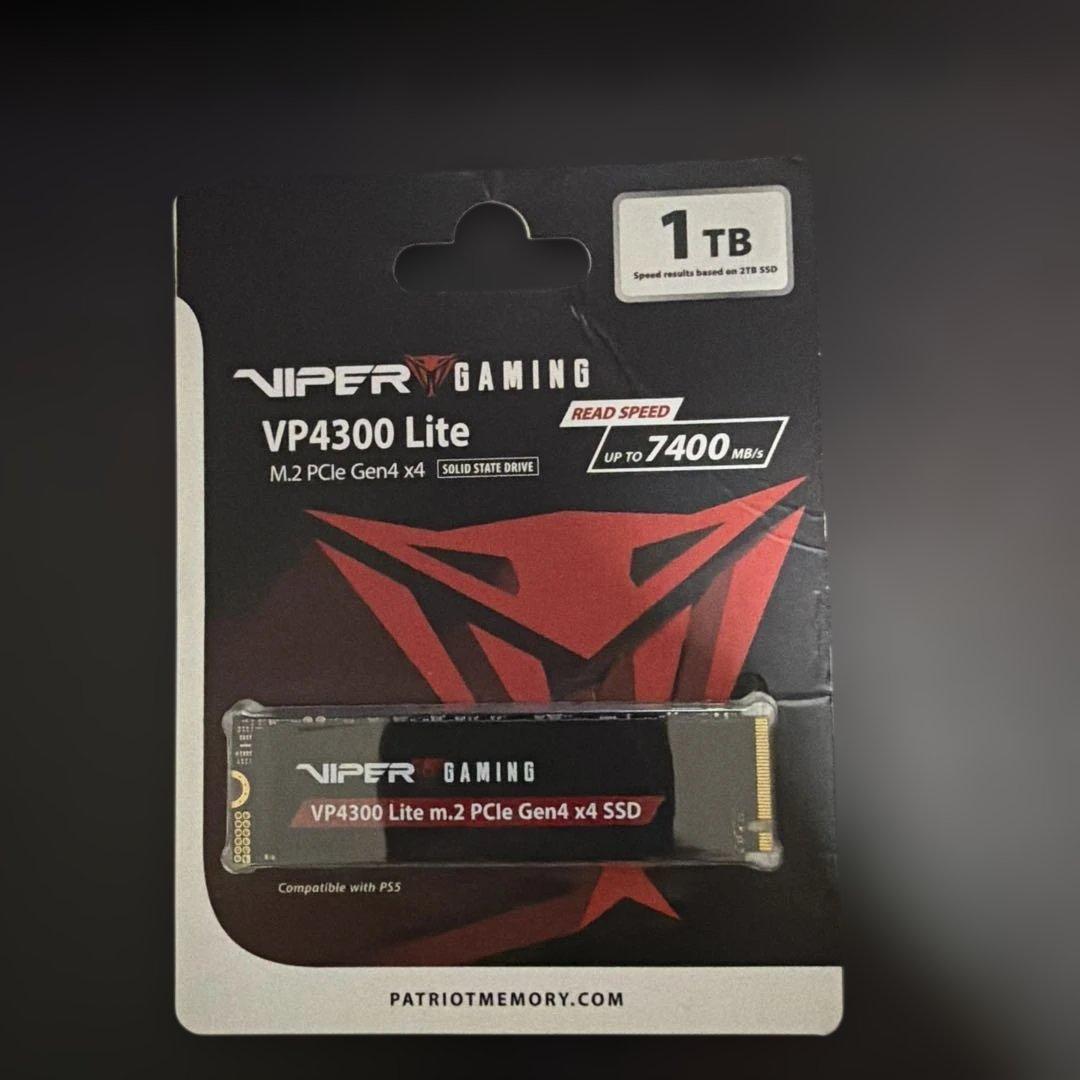 1 TB
Speed results based on 2TB SSD
VIPER GAMING
VP4300 Lite
READ SPEED
UP TO 7400 MB/s
M.2 PCIe Gen4 x4 SOLID STATE DRIVE
VIPER GAMING
VP4300 Lite m.2 PCIe Gen4 x4 SSD
Compatible with PS5
PATRIOTMEMORY.COM